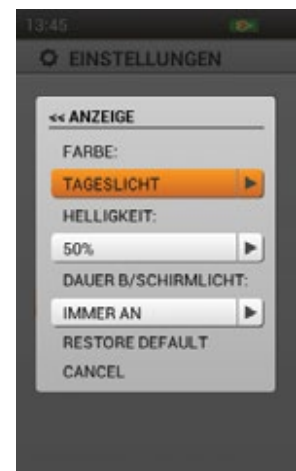 13:45
EINSTELLUNGEN
<< ANZEIGE
FARBE:
TAGESLICHT
HELLIGKEIT:
50%
DAUER B/SCHIRMLICHT:
IMMER AN
RESTORE DEFAULT
CANCEL